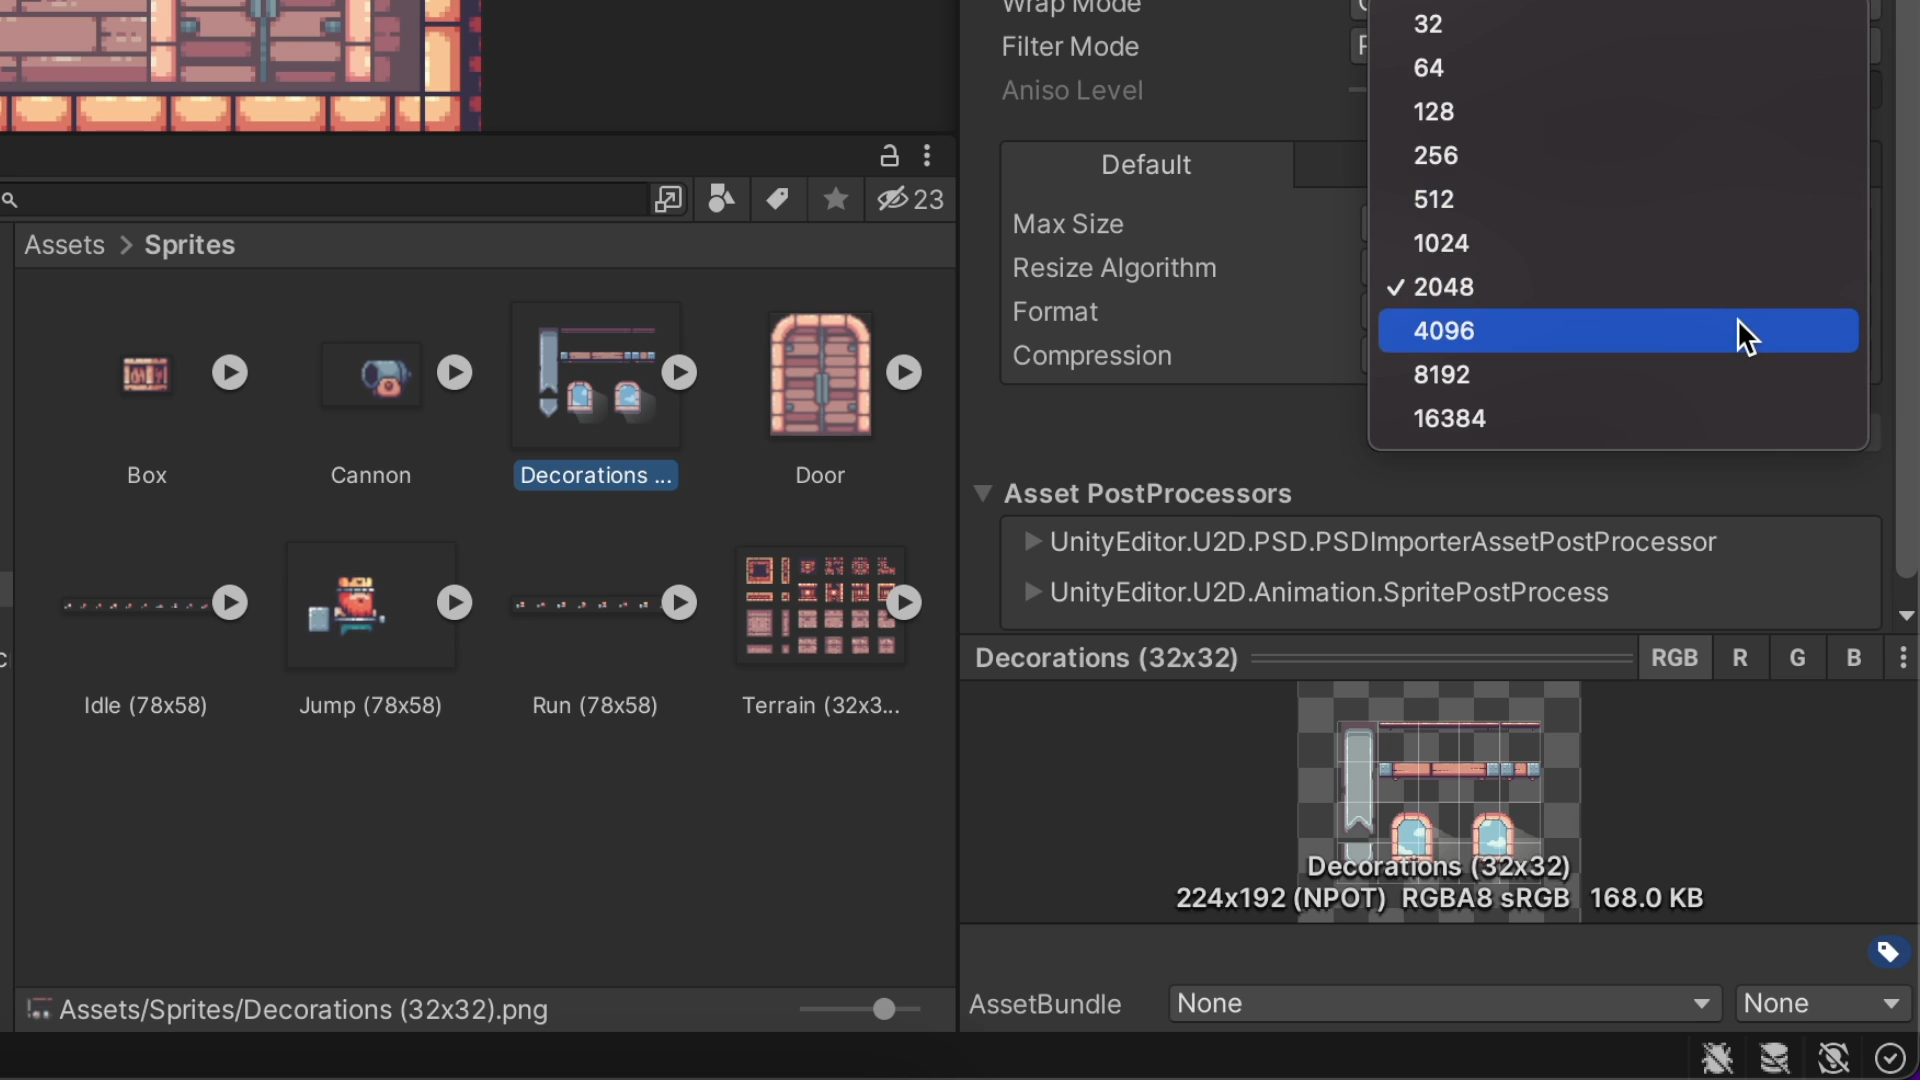 Wrap Mode
Filter Mode
Aniso Level
32
64
128
256
512
1024
✓ 2048
4096
8192
16384
Default
Max Size
Resize Algorithm
Format
Compression
23
Assets > Sprites
Box
Cannon
Decorations ...
Door
Idle (78x58)
Jump (78x58)
Run (78x58)
Terrain (32x3...
Asset PostProcessors
UnityEditor.U2D.PSD.PSDImporterAssetPostProcessor
UnityEditor.U2D.Animation.SpritePostProcess
Decorations (32x32)
RGB R G B
Decorations (32x32)
224x192 (NPOT) RGBA8 sRGB 168.0 KB
Assets/Sprites/Decorations (32x32).png
AssetBundle None None